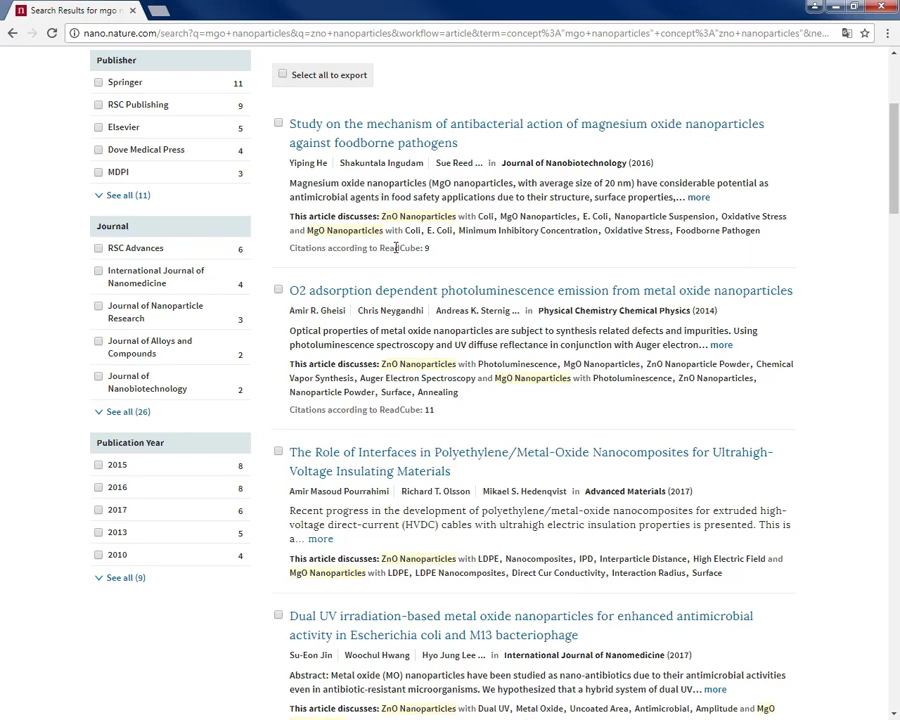 Search Results for mgo n
nano.nature.com/search?q=mgo+nanoparticles&q=zno+nanoparticles&workflow=article&term=concept%3A"mgo nanoparticles"+concept%3A"zno nanoparticles"&ne...
Publisher
Springer 11
RSC Publishing 9
Elsevier 5
Dove Medical Press 4
MDPI 3
See all (11)
Journal
RSC Advances 6
International Journal of
Nanomedicine 4
Journal of Nanoparticle
Research 3
Journal of Alloys and
Compounds 2
Journal of
Nanobiotechnology 2
See all (26)
Publication Year
2015 8
2016 8
2017 6
2013 5
2010 4
See all (9)
Select all to export
Study on the mechanism of antibacterial action of magnesium oxide nanoparticles
against foodborne pathogens
Yiping He | Shakuntala Ingudam | Sue Reed ... in Journal of Nanobiotechnology (2016)
Magnesium oxide nanoparticles (MgO nanoparticles, with average size of 20 nm) have considerable potential as
antimicrobial agents in food safety applications due to their structure, surface properties,... more
This article discusses: ZnO Nanoparticles with Coli, MgO Nanoparticles, E. Coli, Nanoparticle Suspension, Oxidative Stress
and MgO Nanoparticles with Coli, E. Coli, Minimum Inhibitory Concentration, Oxidative Stress, Foodborne Pathogen
Citations according to ReadCube: 9
O2 adsorption dependent photoluminescence emission from metal oxide nanoparticles
Amir R. Gheisi | Chris Neygandhi | Andreas K. Sternig ... in Physical Chemistry Chemical Physics (2014)
Optical properties of metal oxide nanoparticles are subject to synthesis related defects and impurities. Using
photoluminescence spectroscopy and UV diffuse reflectance in conjunction with Auger electron... more
This article discusses: ZnO Nanoparticles with Photoluminescence, MgO Nanoparticles, ZnO Nanoparticle Powder, Chemical
Vapor Synthesis, Auger Electron Spectroscopy and MgO Nanoparticles with Photoluminescence, ZnO Nanoparticles,
Nanoparticle Powder, Surface, Annealing
Citations according to ReadCube: 11
The Role of Interfaces in Polyethylene/Metal-Oxide Nanocomposites for Ultrahigh-
Voltage Insulating Materials
Amir Masoud Pourrahimi | Richard T. Olsson | Mikael S. Hedenqvist in Advanced Materials (2017)
Recent progress in the development of polyethylene/metal-oxide nanocomposites for extruded high-
voltage direct-current (HVDC) cables with ultrahigh electric insulation properties is presented. This is
a... more
This article discusses: ZnO Nanoparticles with LDPE, Nanocomposites, IPD, Interparticle Distance, High Electric Field and
MgO Nanoparticles with LDPE, LDPE Nanocomposites, Direct Cur Conductivity, Interaction Radius, Surface
Dual UV irradiation-based metal oxide nanoparticles for enhanced antimicrobial
activity in Escherichia coli and M13 bacteriophage
Su-Eon Jin | Woochul Hwang | Hyo Jung Lee ... in International Journal of Nanomedicine (2017)
Abstract: Metal oxide (MO) nanoparticles have been studied as nano-antibiotics due to their antimicrobial activities
even in antibiotic-resistant microorganisms. We hypothesized that a hybrid system of dual UV... more
This article discusses: ZnO Nanoparticles with Dual UV, Metal Oxide, Uncoated Area, Antimicrobial, Amplitude and MgO